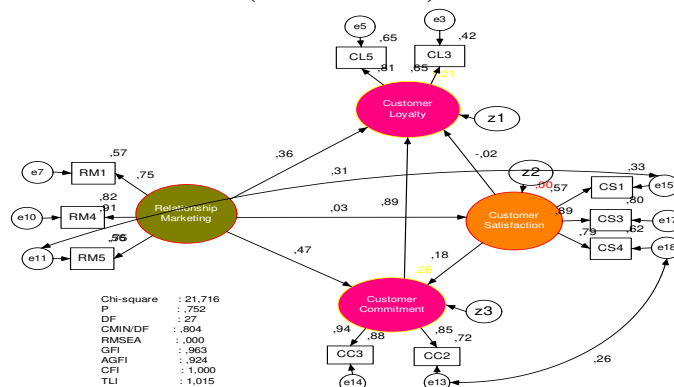 e5
e3
,65
,42
CL5
CL3
,81
,65
,21
Customer
Loyalty
z1
,57
,36
-,02
e7
RM1
,75
,31
z2
,33
,00
,57
CS1
e15
,82
,89
,80
,91
Relationship
Marketing
e10
RM4
,03
Customer
Satisfaction
,89
CS3
e17
,62
e11
RM5
,79
CS4
e18
,47
,18
,26
Customer
Commitment
z3
Chi-square : 21,716
P : ,752
DF : 27
CMIN/DF : ,804
RMSEA : ,000
GFI : ,963
AGFI : ,924
CFI : 1,000
TLI : 1,015
,94
,88
,85
,72
CC3
CC2
,26
e14
e13